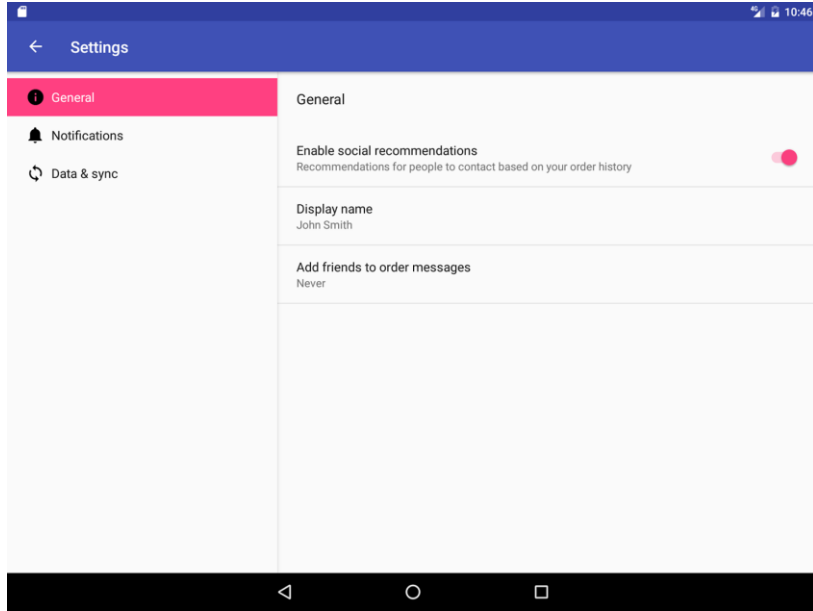 4G 10:46
Settings
General
Notifications
Data & sync
General
Enable social recommendations
Recommendations for people to contact based on your order history
Display name
John Smith
Add friends to order messages
Never